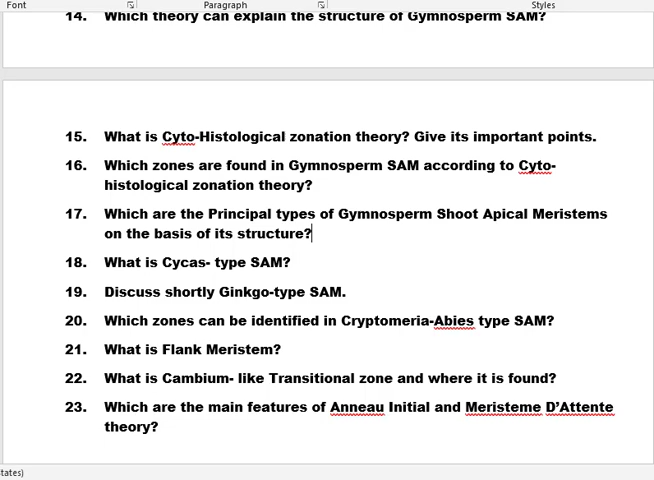 Font Paragraph Styles
14. Which theory can explain the structure of Gymnosperm SAM?
15. What is Cyto-Histological zonation theory? Give its important points.
16. Which zones are found in Gymnosperm SAM according to Cyto-
histological zonation theory?
17. Which are the Principal types of Gymnosperm Shoot Apical Meristems
on the basis of its structure?
18. What is Cycas- type SAM?
19. Discuss shortly Ginkgo-type SAM.
20. Which zones can be identified in Cryptomeria-Abies type SAM?
21. What is Flank Meristem?
22. What is Cambium- like Transitional zone and where it is found?
23. Which are the main features of Anneau Initial and Meristeme D’Attente
theory?
tates)